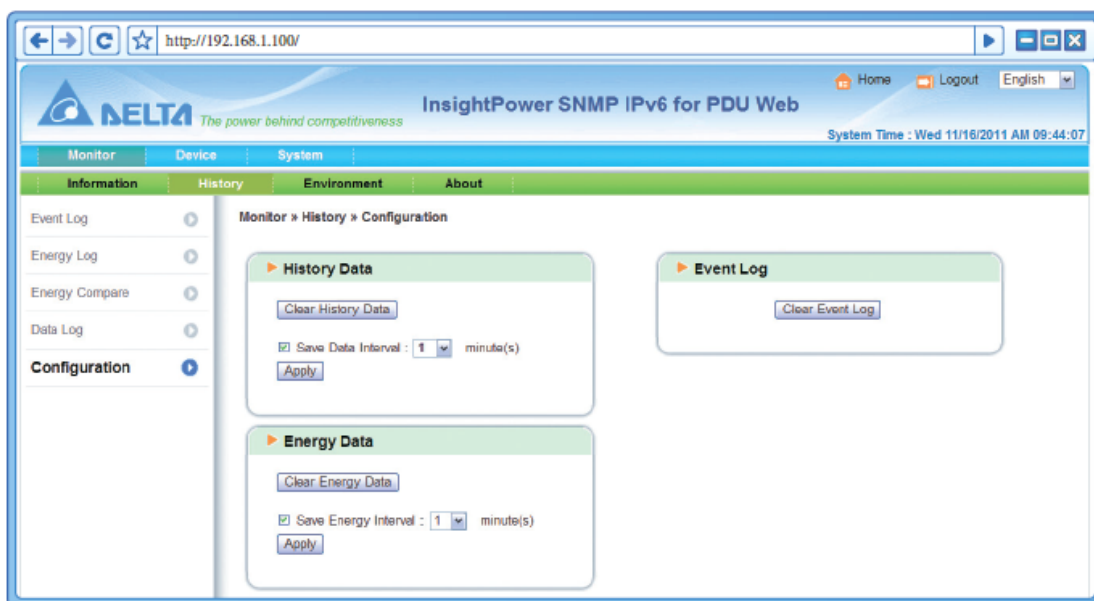 http://192.168.1.100/
Home Logout English
DELTA The power behind competitiveness
InsightPower SNMP IPv6 for PDU Web
System Time : Wed 11/16/2011 AM 09:44:07
Monitor Device System
Information History Environment About
Event Log
Energy Log
Energy Compare
Data Log
Configuration
Monitor » History » Configuration
History Data
Clear History Data
Save Data Interval : 1 minute(s)
Apply
Energy Data
Clear Energy Data
Save Energy Interval : 1 minute(s)
Apply
Event Log
Clear Event Log